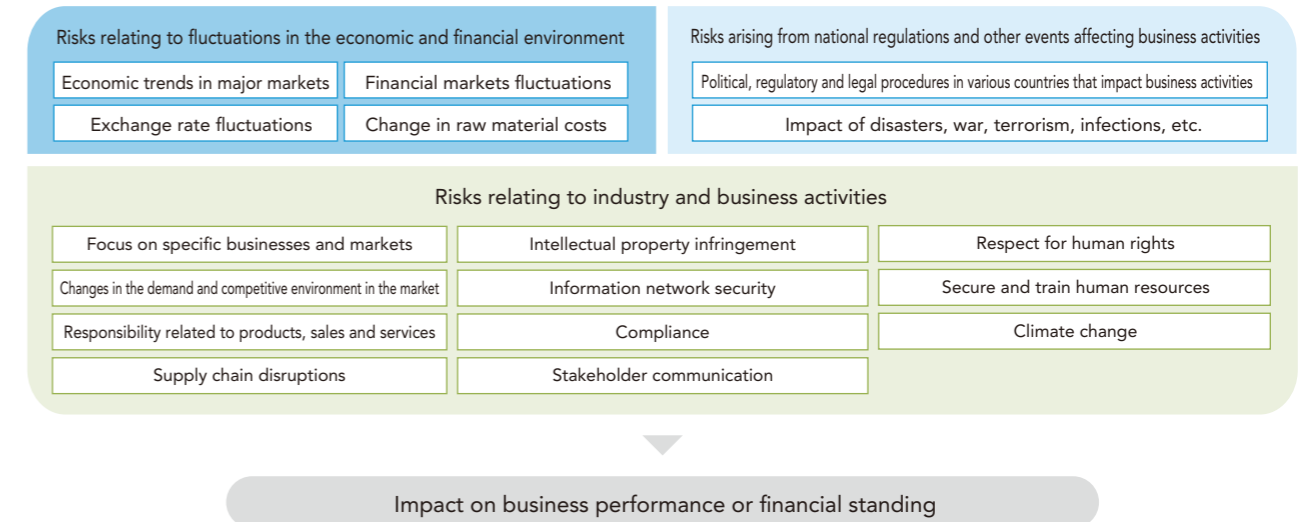 Risks relating to fluctuations in the economic and financial environment
Economic trends in major markets
Financial markets fluctuations
Exchange rate fluctuations
Change in raw material costs
Risks arising from national regulations and other events affecting business activities
Political, regulatory and legal procedures in various countries that impact business activities
Impact of disasters, war, terrorism, infections, etc.
Risks relating to industry and business activities
Focus on specific businesses and markets
Changes in the demand and competitive environment in the market
Responsibility related to products, sales and services
Supply chain disruptions
Intellectual property infringement
Information network security
Compliance
Stakeholder communication
Respect for human rights
Secure and train human resources
Climate change
Impact on business performance or financial standing